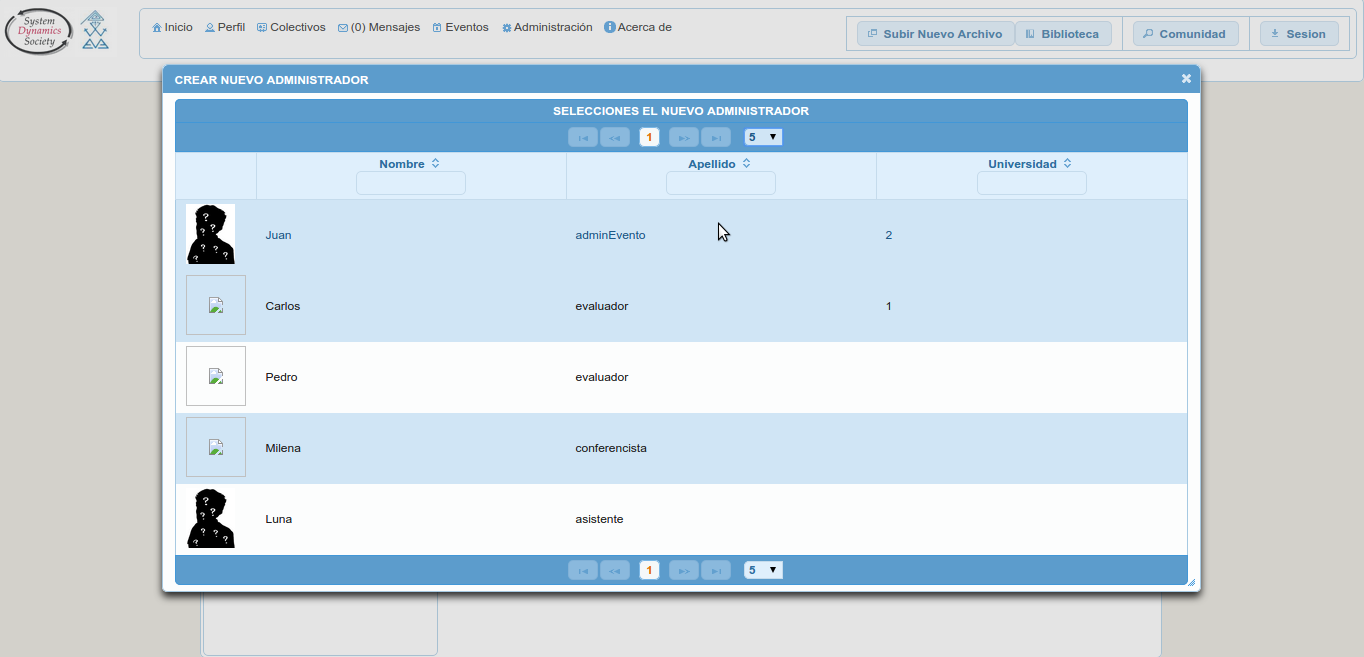 System
Dynamics
Society
Inicio Perfil Colectivos (0) Mensajes Eventos Administración Acerca de
Subir Nuevo Archivo Biblioteca Comunidad Sesion
CREAR NUEVO ADMINISTRADOR
SELECCIONES EL NUEVO ADMINISTRADOR
1 5
Nombre Apellido Universidad
Juan adminEvento 2
Carlos evaluador 1
Pedro evaluador
Milena conferencista
Luna asistente
1 5